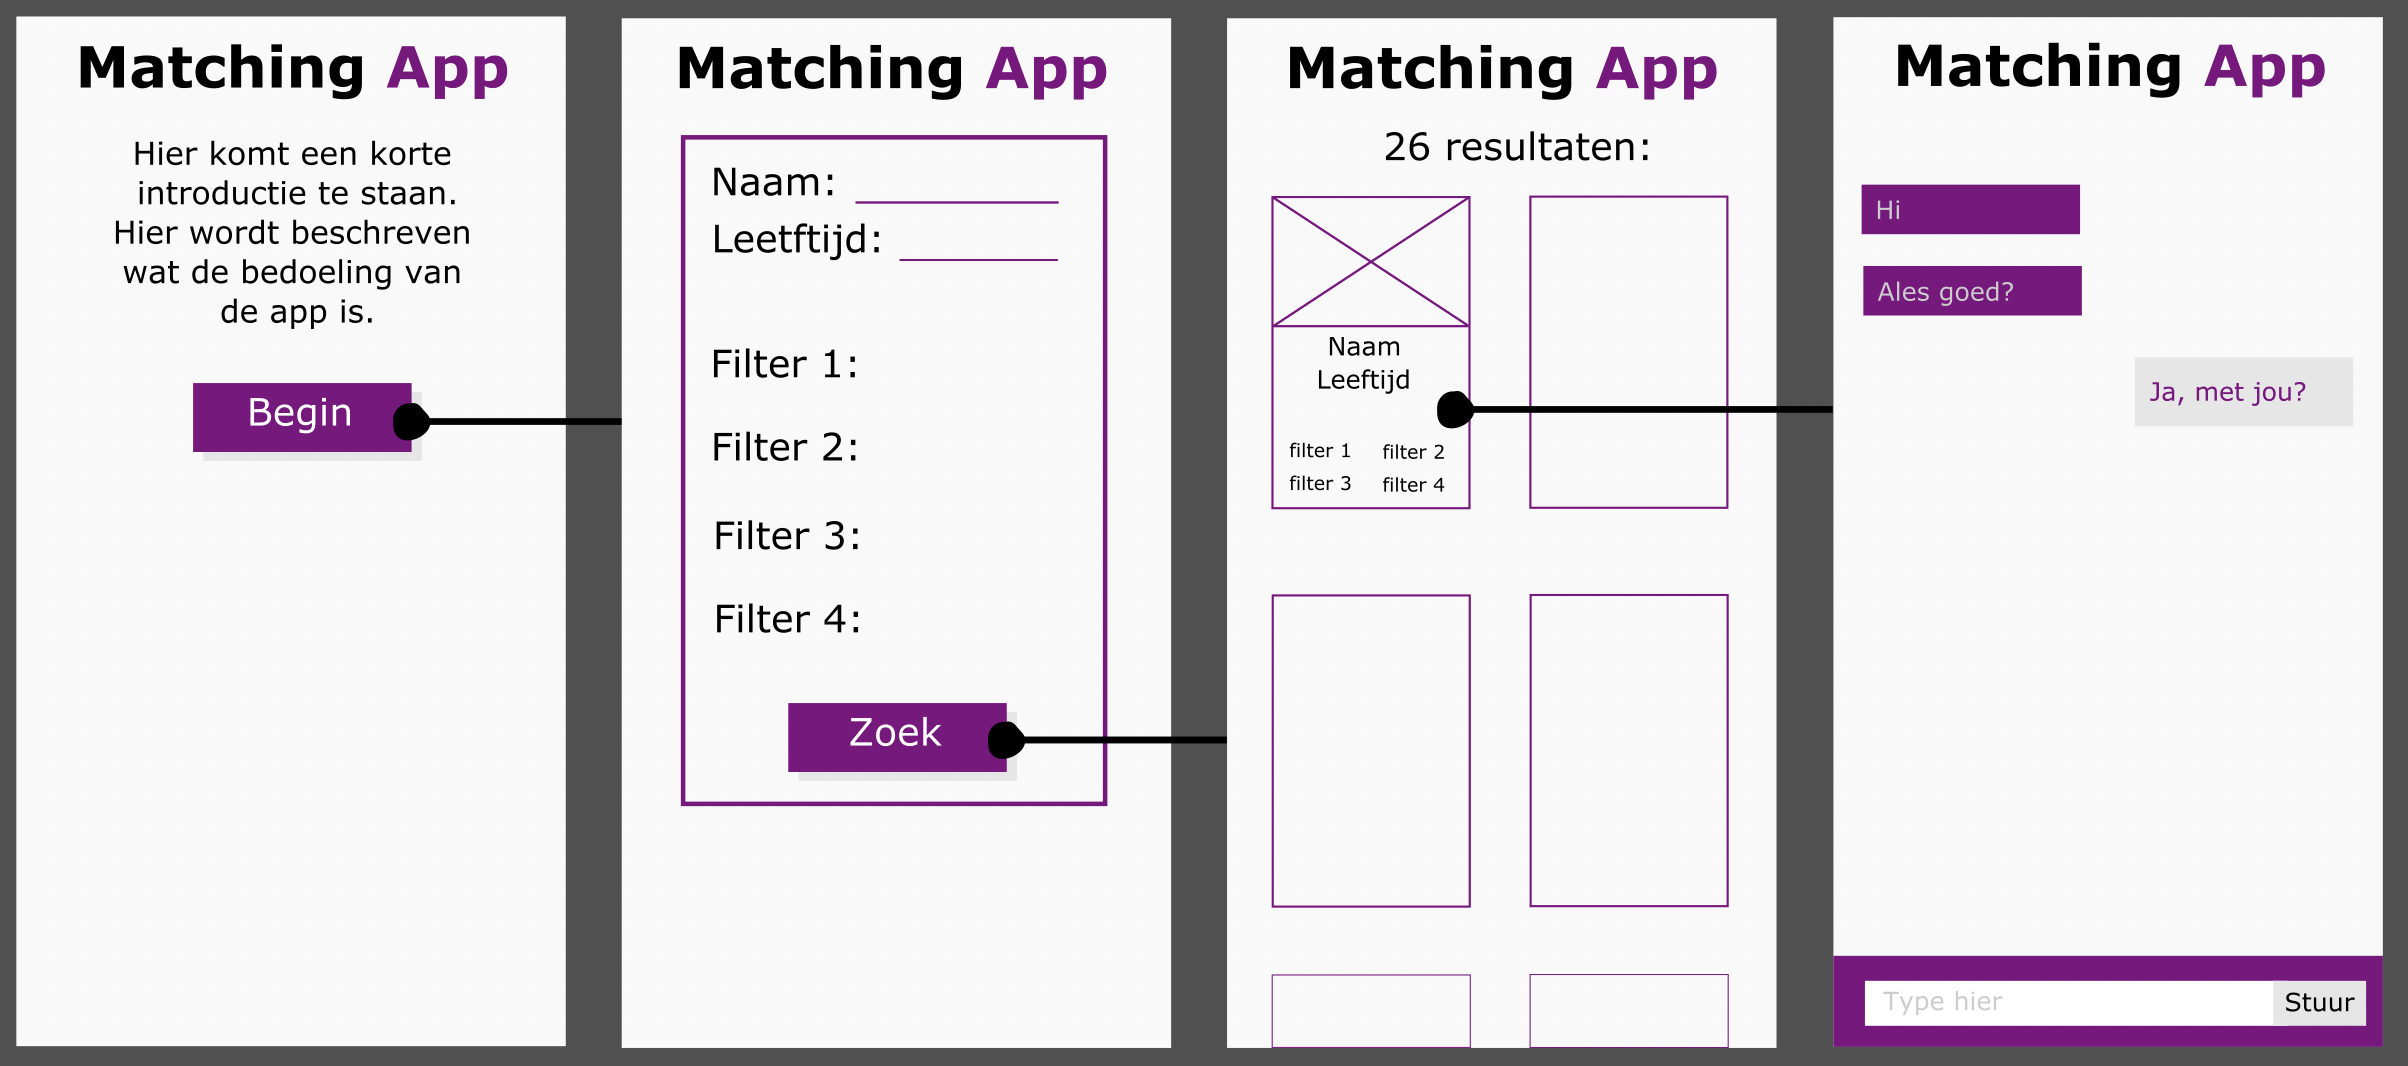 Matching App
Hier komt een korte
introductie te staan.
Hier wordt beschreven
wat de bedoeling van
de app is.
Begin
Matching App
Naam:
Leetftijd:
Filter 1:
Filter 2:
Filter 3:
Filter 4:
Zoek
Matching App
26 resultaten:
Naam
Leeftijd
filter 1 filter 2
filter 3 filter 4
Matching App
Hi
Ales goed?
Ja, met jou?
Type hier
Stuur